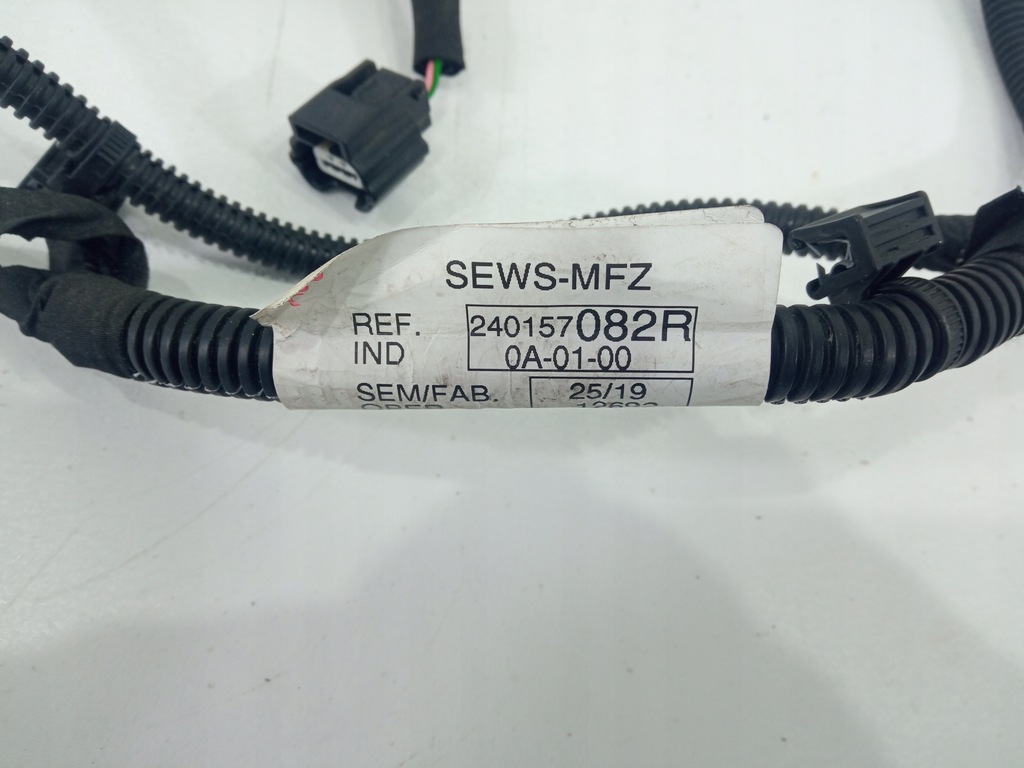 SEWS-MFZ
REF. 240157082R
IND 0A-01-00
SEM/FAB. 25/19